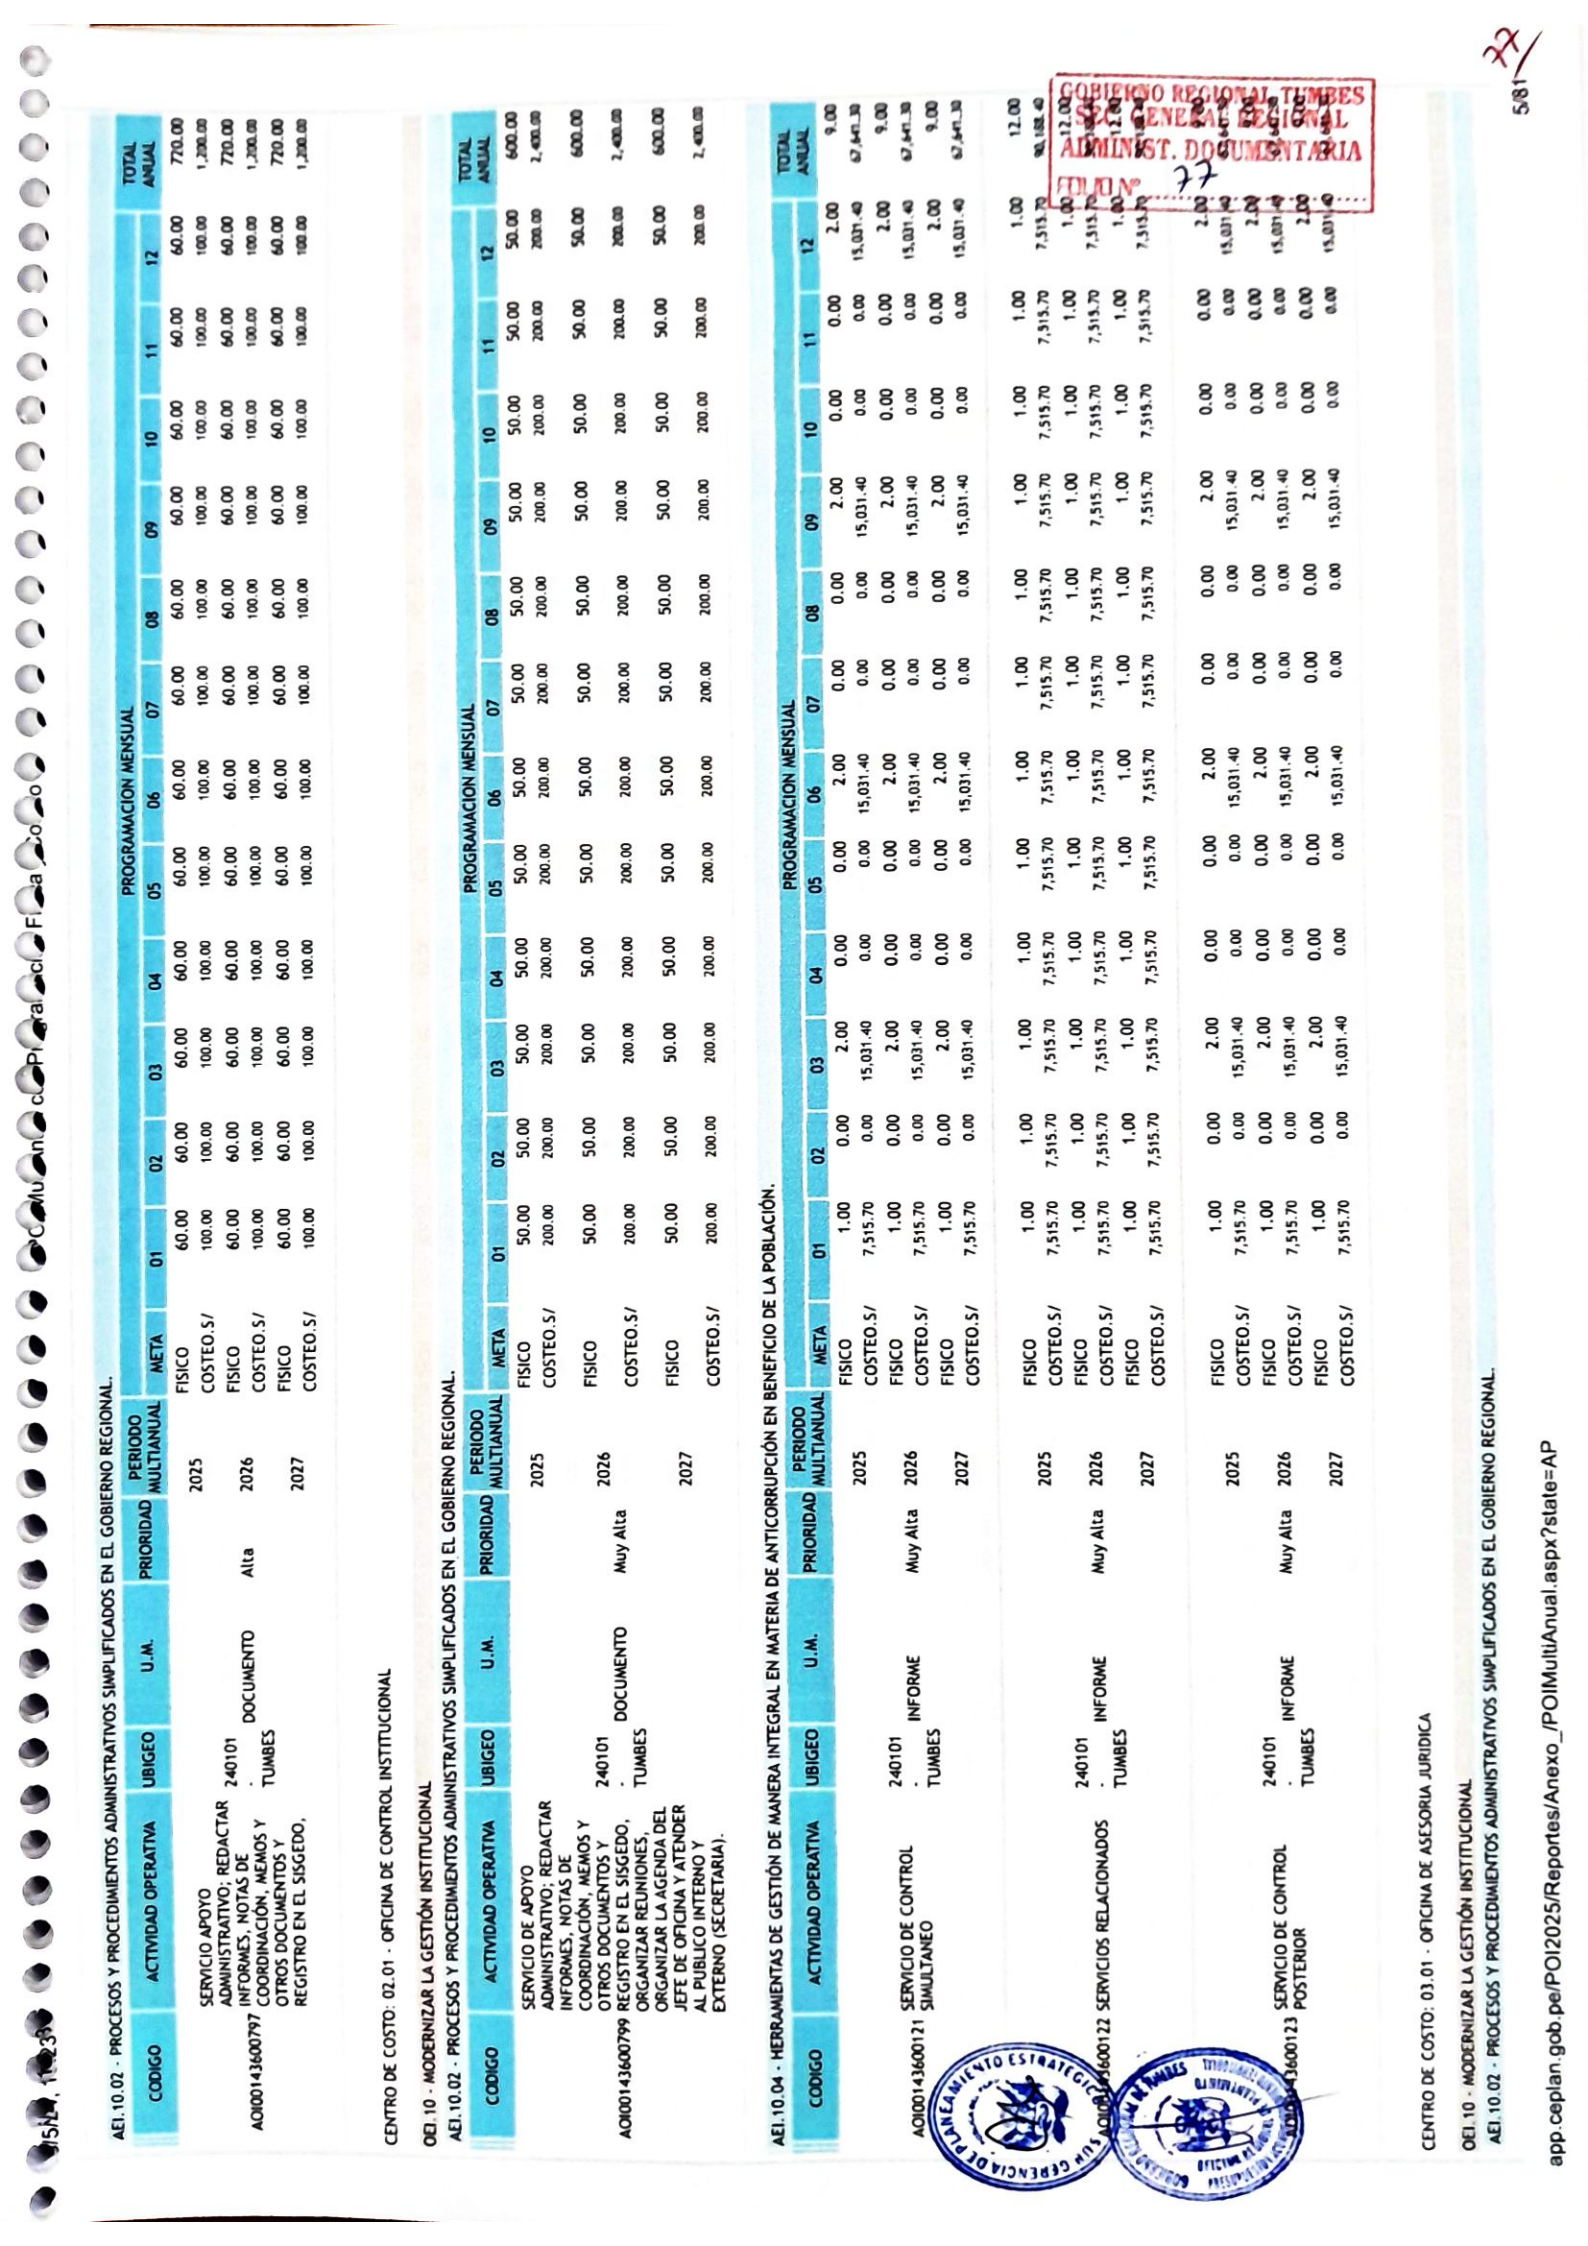 77/
AEI.10.02 - PROCESOS Y PROCEDIMIENTOS ADMINISTRATIVOS SIMPLIFICADOS EN EL GOBIERNO REGIONAL.
CODIGO ACTIVIDAD OPERATIVA UBIGEO U.M. PRIORIDAD PERIODO MULTIANUAL META PROGRAMACION MENSUAL TOTAL ANUAL
01 02 03 04 05 06 07 08 09 10 11 12
AOI00143600797 SERVICIO APOYO
ADMINISTRATIVO; REDACTAR
INFORMES, NOTAS DE
COORDINACIÓN, MEMOS Y
OTROS DOCUMENTOS Y
REGISTRO EN EL SISGEDO,
240101 - TUMBES DOCUMENTO Alta
2025 FISICO 60.00 60.00 60.00 60.00 60.00 60.00 60.00 60.00 60.00 60.00 60.00 60.00 720.00
COSTEO.S/ 100.00 100.00 100.00 100.00 100.00 100.00 100.00 100.00 100.00 100.00 100.00 100.00 1,200.00
2026 FISICO 60.00 60.00 60.00 60.00 60.00 60.00 60.00 60.00 60.00 60.00 60.00 60.00 720.00
COSTEO.S/ 100.00 100.00 100.00 100.00 100.00 100.00 100.00 100.00 100.00 100.00 100.00 100.00 1,200.00
2027 FISICO 60.00 60.00 60.00 60.00 60.00 60.00 60.00 60.00 60.00 60.00 60.00 60.00 720.00
COSTEO.S/ 100.00 100.00 100.00 100.00 100.00 100.00 100.00 100.00 100.00 100.00 100.00 100.00 1,200.00
CENTRO DE COSTO: 02.01 - OFICINA DE CONTROL INSTITUCIONAL
OEI.10 - MODERNIZAR LA GESTIÓN INSTITUCIONAL
AEI.10.02 - PROCESOS Y PROCEDIMIENTOS ADMINISTRATIVOS SIMPLIFICADOS EN EL GOBIERNO REGIONAL.
CODIGO ACTIVIDAD OPERATIVA UBIGEO U.M. PRIORIDAD PERIODO MULTIANUAL META PROGRAMACION MENSUAL TOTAL ANUAL
01 02 03 04 05 06 07 08 09 10 11 12
AOI00143600799 SERVICIO DE APOYO
ADMINISTRATIVO; REDACTAR
INFORMES, NOTAS DE
COORDINACIÓN, MEMOS Y
OTROS DOCUMENTOS Y
REGISTRO EN EL SISGEDO,
ORGANIZAR REUNIONES,
ORGANIZAR LA AGENDA DEL
JEFE DE OFICINA Y ATENDER
AL PUBLICO INTERNO Y
EXTERNO (SECRETARIA).
240101 - TUMBES DOCUMENTO Muy Alta
2025 FISICO 50.00 50.00 50.00 50.00 50.00 50.00 50.00 50.00 50.00 50.00 50.00 50.00 600.00
COSTEO.S/ 200.00 200.00 200.00 200.00 200.00 200.00 200.00 200.00 200.00 200.00 200.00 200.00 2,400.00
2026 FISICO 50.00 50.00 50.00 50.00 50.00 50.00 50.00 50.00 50.00 50.00 50.00 50.00 600.00
COSTEO.S/ 200.00 200.00 200.00 200.00 200.00 200.00 200.00 200.00 200.00 200.00 200.00 200.00 2,400.00
2027 FISICO 50.00 50.00 50.00 50.00 50.00 50.00 50.00 50.00 50.00 50.00 50.00 50.00 600.00
COSTEO.S/ 200.00 200.00 200.00 200.00 200.00 200.00 200.00 200.00 200.00 200.00 200.00 200.00 2,400.00
AEI.10.04 - HERRAMIENTAS DE GESTIÓN DE MANERA INTEGRAL EN MATERIA DE ANTICORRUPCIÓN EN BENEFICIO DE LA POBLACIÓN.
CODIGO ACTIVIDAD OPERATIVA UBIGEO U.M. PRIORIDAD PERIODO MULTIANUAL META PROGRAMACION MENSUAL TOTAL ANUAL
01 02 03 04 05 06 07 08 09 10 11 12
AOI00143600121 SERVICIO DE CONTROL
SIMULTANEO
240101 - TUMBES INFORME Muy Alta
2025 FISICO 1.00 0.00 2.00 0.00 0.00 2.00 0.00 0.00 2.00 0.00 0.00 2.00 9.00
COSTEO.S/ 7,515.70 0.00 15,031.40 0.00 0.00 15,031.40 0.00 0.00 15,031.40 0.00 0.00 15,031.40 67,641.30
2026 FISICO 1.00 0.00 2.00 0.00 0.00 2.00 0.00 0.00 2.00 0.00 0.00 2.00 9.00
COSTEO.S/ 7,515.70 0.00 15,031.40 0.00 0.00 15,031.40 0.00 0.00 15,031.40 0.00 0.00 15,031.40 67,641.30
2027 FISICO 1.00 0.00 2.00 0.00 0.00 2.00 0.00 0.00 2.00 0.00 0.00 2.00 9.00
COSTEO.S/ 7,515.70 0.00 15,031.40 0.00 0.00 15,031.40 0.00 0.00 15,031.40 0.00 0.00 15,031.40 67,641.30
3600122 SERVICIOS RELACIONADOS
240101 - TUMBES INFORME Muy Alta
2025 FISICO 1.00 1.00 1.00 1.00 1.00 1.00 1.00 1.00 1.00 1.00 1.00 1.00 12.00
COSTEO.S/ 7,515.70 7,515.70 7,515.70 7,515.70 7,515.70 7,515.70 7,515.70 7,515.70 7,515.70 7,515.70 7,515.70 7,515.70 90,188.40
2026 FISICO 1.00 1.00 1.00 1.00 1.00 1.00 1.00 1.00 1.00 1.00 1.00 1.00 12.00
COSTEO.S/ 7,515.70 7,515.70 7,515.70 7,515.70 7,515.70 7,515.70 7,515.70 7,515.70 7,515.70 7,515.70 7,515.70 7,515.70
2027 FISICO 1.00 1.00 1.00 1.00 1.00 1.00 1.00 1.00 1.00 1.00 1.00 1.00 12.00
COSTEO.S/ 7,515.70 7,515.70 7,515.70 7,515.70 7,515.70 7,515.70 7,515.70 7,515.70 7,515.70 7,515.70 7,515.70 7,515.70
43600123 SERVICIO DE CONTROL
POSTERIOR
240101 - TUMBES INFORME Muy Alta
2025 FISICO 1.00 0.00 2.00 0.00 0.00 2.00 0.00 0.00 2.00 0.00 0.00 2.00
COSTEO.S/ 7,515.70 0.00 15,031.40 0.00 0.00 15,031.40 0.00 0.00 15,031.40 0.00 0.00 15,031.40
2026 FISICO 1.00 0.00 2.00 0.00 0.00 2.00 0.00 0.00 2.00 0.00 0.00 2.00
COSTEO.S/ 7,515.70 0.00 15,031.40 0.00 0.00 15,031.40 0.00 0.00 15,031.40 0.00 0.00 15,031.40
2027 FISICO 1.00 0.00 2.00 0.00 0.00 2.00 0.00 0.00 2.00 0.00 0.00 2.00
COSTEO.S/ 7,515.70 0.00 15,031.40 0.00 0.00 15,031.40 0.00 0.00 15,031.40 0.00 0.00 15,031.40
GOBIERNO REGIONAL TUMBES
SEC. GENERAL REGIONAL
ADMINIST. DOCUMENTARIA
FOLIO Nº 77
SUB GERENCIA DE PLANEAMIENTO ESTRATEGICO
CENTRO DE COSTO: 03.01 - OFICINA DE ASESORIA JURIDICA
OEI.10 - MODERNIZAR LA GESTIÓN INSTITUCIONAL
AEI.10.02 - PROCESOS Y PROCEDIMIENTOS ADMINISTRATIVOS SIMPLIFICADOS EN EL GOBIERNO REGIONAL.
app.ceplan.gob.pe/POI2025/Reportes/Anexo_/POIMultiAnual.aspx?state=AP
5/81